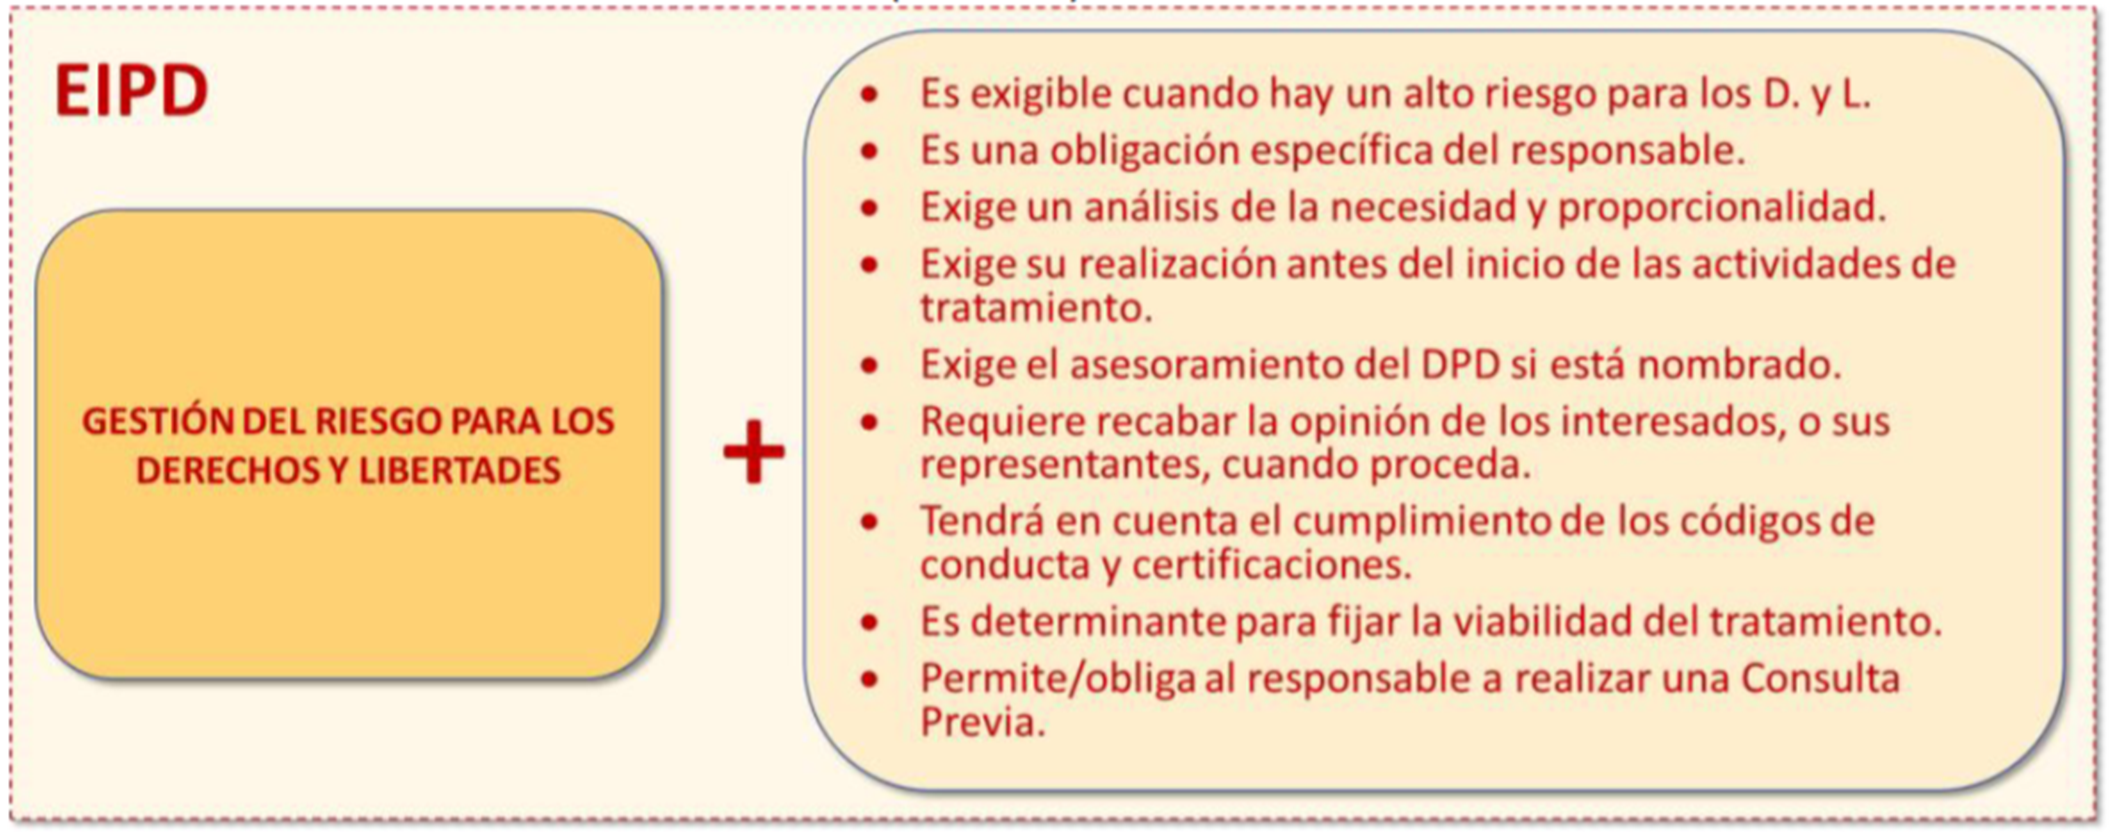 EIPD
GESTIÓN DEL RIESGO PARA LOS
DERECHOS Y LIBERTADES
+
• Es exigible cuando hay un alto riesgo para los D. y L.
• Es una obligación específica del responsable.
• Exige un análisis de la necesidad y proporcionalidad.
• Exige su realización antes del inicio de las actividades de
tratamiento.
• Exige el asesoramiento del DPD si está nombrado.
• Requiere recabar la opinión de los interesados, o sus
representantes, cuando proceda.
• Tendrá en cuenta el cumplimiento de los códigos de
conducta y certificaciones.
• Es determinante para fijar la viabilidad del tratamiento.
• Permite/obliga al responsable a realizar una Consulta
Previa.